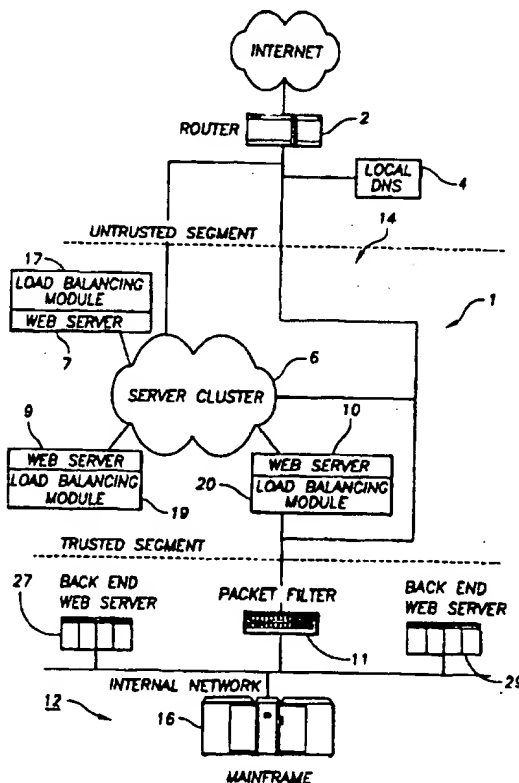 INTERNET
ROUTER
2
LOCAL
DNS
4
UNTRUSTED SEGMENT
14
17
LOAD BALANCING
MODULE
WEB SERVER
7
1
6
SERVER CLUSTER
9
WEB SERVER
LOAD BALANCING
MODULE
19
10
WEB SERVER
LOAD BALANCING
MODULE
20
TRUSTED SEGMENT
27
BACK END
WEB SERVER
PACKET FILTER
11
BACK END
WEB SERVER
29
INTERNAL NETWORK
12
16
MAINFRAME